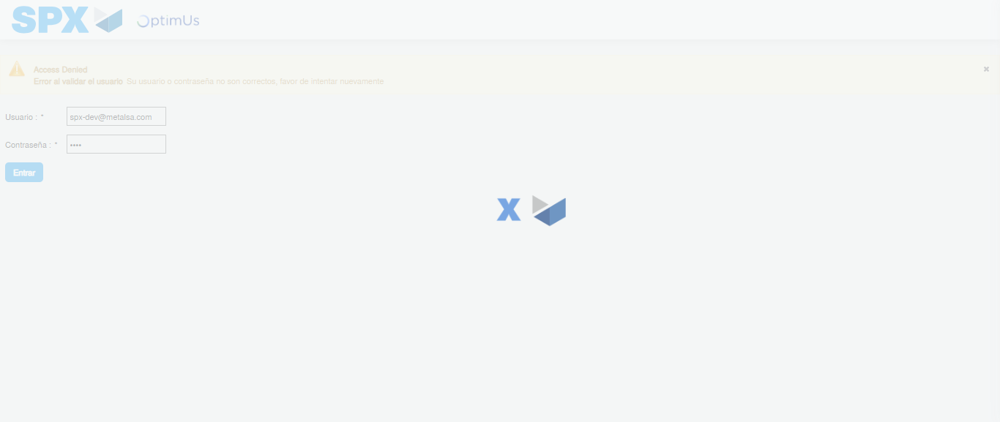 SPX OptimUs
Access Denied
Error al validar el usuario Su usuario o contraseña no son correctos, favor de intentar nuevamente
Usuario : * spx-dev@metalsa.com
Contraseña : * ••••
Entrar
X